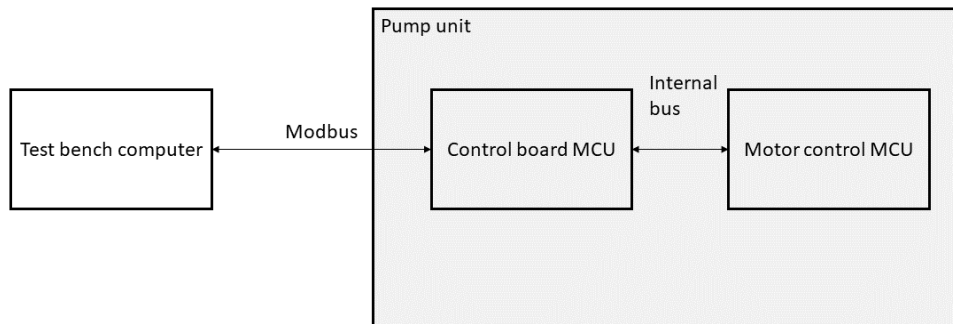 Pump unit
Internal
bus
Modbus
Test bench computer
Control board MCU
Motor control MCU